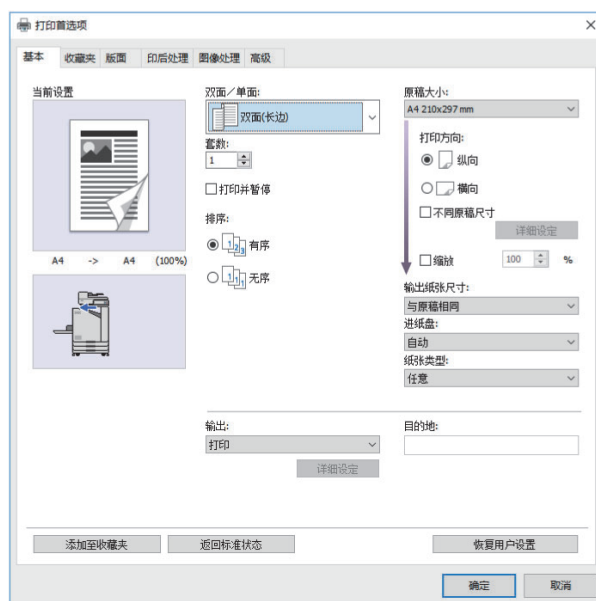 打印首选项
基本 收藏夹 版面 印后处理 图像处理 高级
当前设置
A4 -> A4 (100%)
双面/单面:
双面(长边)
套数:
1
打印并暂停
排序:
1 2 3 有序
1 1 1 无序
原稿大小:
A4 210x297 mm
打印方向:
纵向
横向
不同原稿尺寸
详细设定
缩放 100 %
输出纸张尺寸:
与原稿相同
进纸盘:
自动
纸张类型:
任意
输出:
打印
详细设定
目的地:
添加至收藏夹 返回标准状态 恢复用户设置
确定 取消